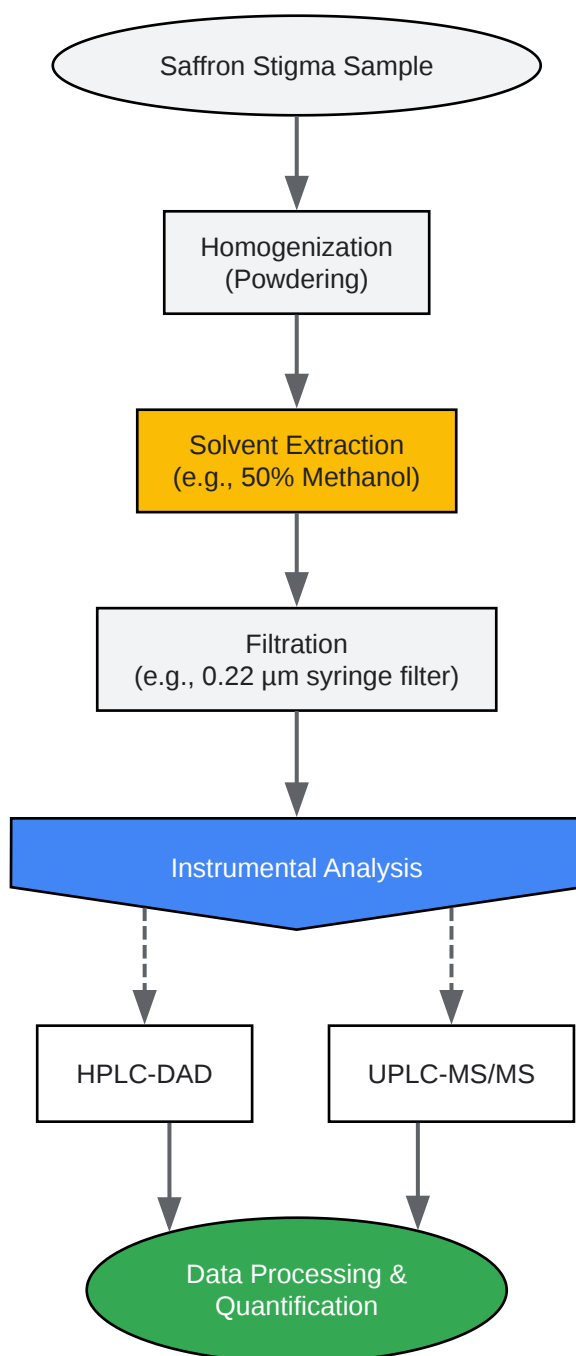 Saffron Stigma Sample
Homogenization
(Powdering)
Solvent Extraction
(e.g., 50% Methanol)
Filtration
(e.g., 0.22 µm syringe filter)
Instrumental Analysis
HPLC-DAD
UPLC-MS/MS
Data Processing &
Quantification